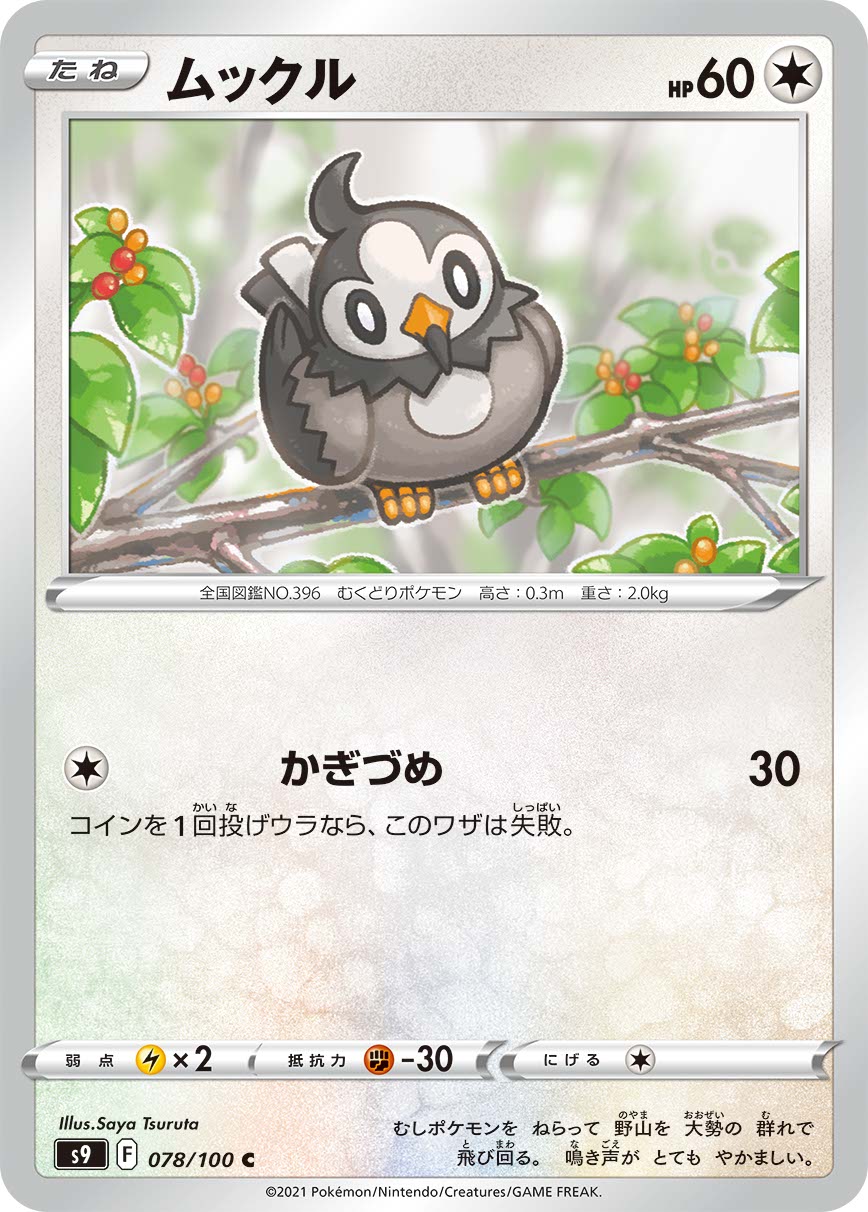 たね ムックル HP60
全国図鑑NO.396 むくどりポケモン 高さ:0.3m 重さ:2.0kg
かぎづめ 30
コインを1回投げウラなら、このワザは失敗。
弱点 ×2 抵抗力 -30 にげる
Illus.Saya Tsuruta
s9 F 078/100 C
むしポケモンを ねらって 野山を 大勢の 群れで
飛び回る。 鳴き声が とても やかましい。
©2021 Pokémon/Nintendo/Creatures/GAME FREAK.